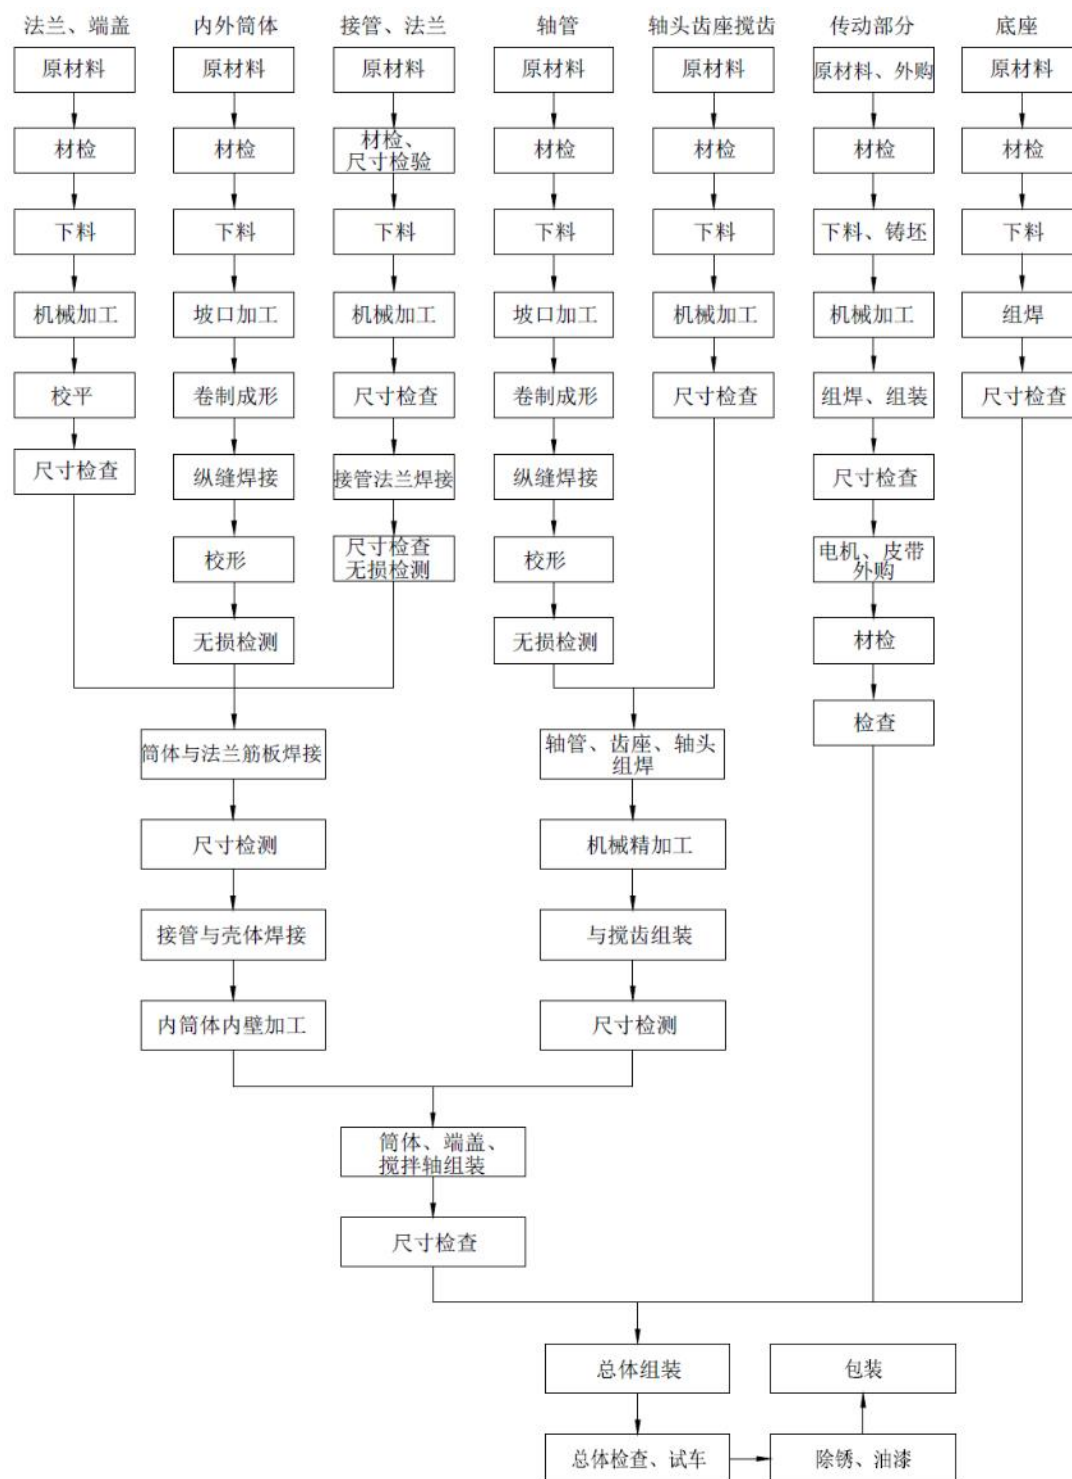 法兰、端盖
内外筒体
接管、法兰
轴管
轴头齿座搅齿
传动部分
底座
原材料
原材料
原材料
原材料
原材料
原材料、外购
原材料
材检
材检
材检、
尺寸检验
材检
材检
材检
材检
下料
下料
下料
下料
下料
下料、铸坯
下料
机械加工
坡口加工
机械加工
坡口加工
机械加工
机械加工
组焊
校平
卷制成形
尺寸检查
卷制成形
尺寸检查
组焊、组装
尺寸检查
尺寸检查
纵缝焊接
接管法兰焊接
纵缝焊接
尺寸检查
校形
尺寸检查
无损检测
校形
电机、皮带
外购
无损检测
无损检测
材检
检查
筒体与法兰筋板焊接
轴管、齿座、轴头
组焊
尺寸检测
机械精加工
接管与壳体焊接
与搅齿组装
内筒体内壁加工
尺寸检测
筒体、端盖、
搅拌轴组装
尺寸检查
总体组装
包装
总体检查、试车
除锈、油漆